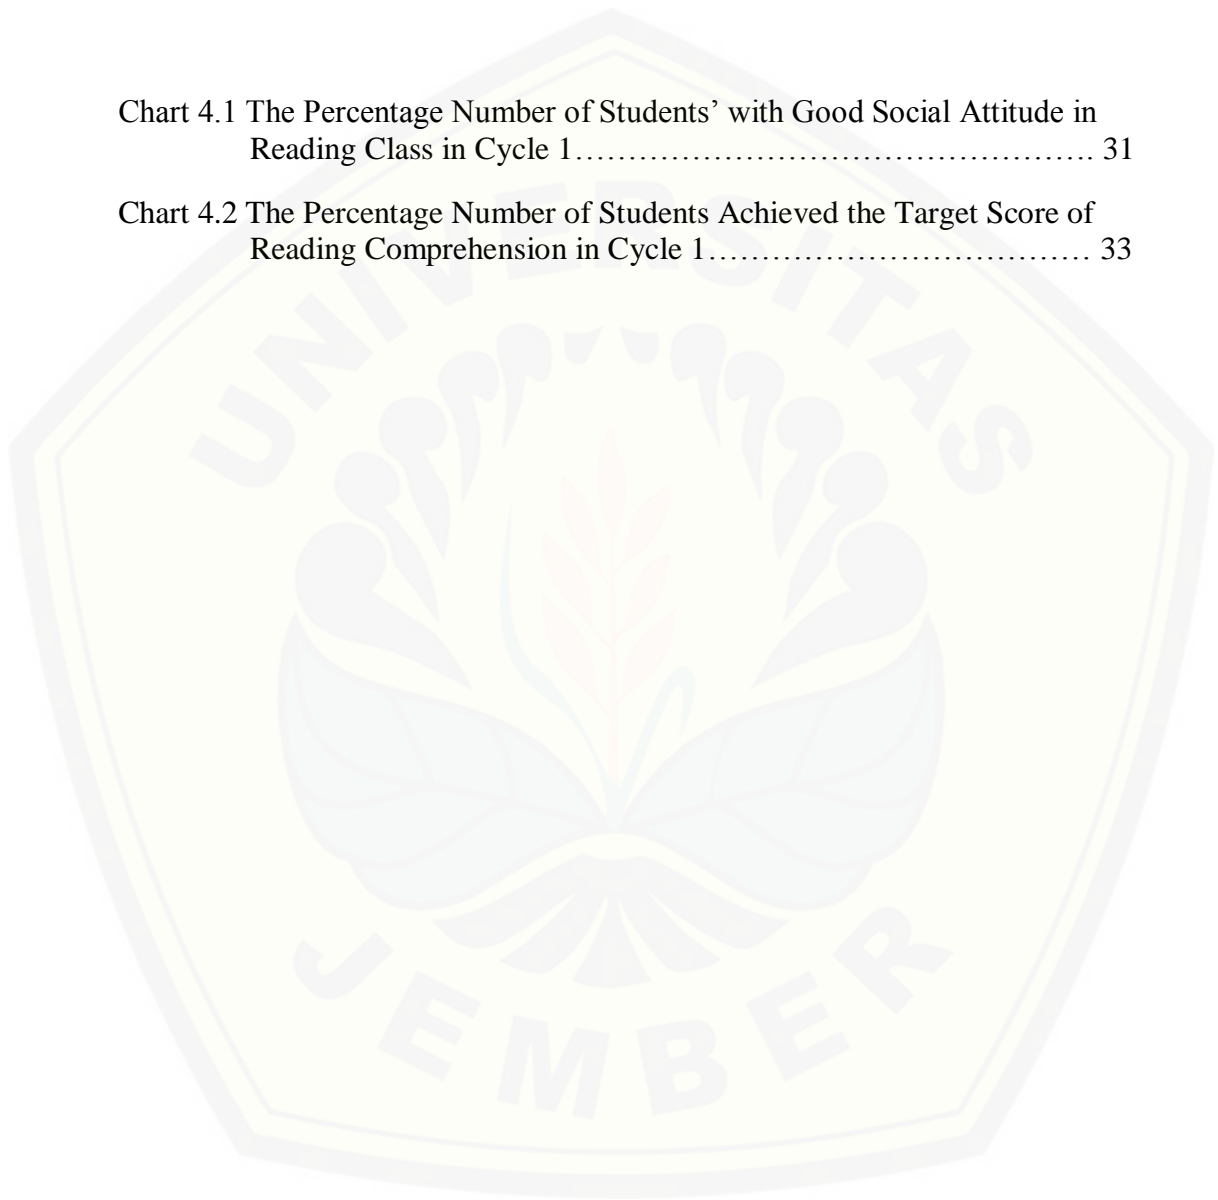 Chart 4.1 The Percentage Number of Students’ with Good Social Attitude in
Reading Class in Cycle 1…………………………………………. 31
Chart 4.2 The Percentage Number of Students Achieved the Target Score of
Reading Comprehension in Cycle 1……………………………… 33
UNIVERSITAS
JEMBER